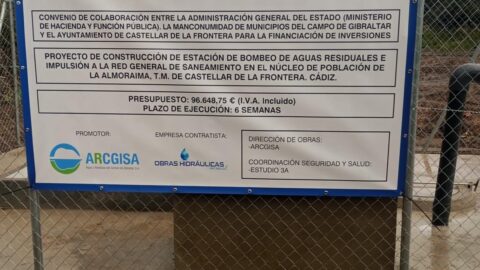 CONVENIO DE COLABORACIÓN ENTRE LA ADMINISTRACIÓN GENERAL DEL ESTADO (MINISTERIO
DE HACIENDA Y FUNCIÓN PÚBLICA). LA MANCONUMIDAD DE MUNICIPIOS DEL CAMPO DE GIBRALTAR
Y EL AYUNTAMIENTO DE CASTELLAR DE LA FRONTERA PARA LA FINANCIACIÓN DE INVERSIONES
PROYECTO DE CONSTRUCCIÓN DE ESTACIÓN DE BOMBEO DE AGUAS RESIDUALES E
IMPULSIÓN A LA RED GENERAL DE SANEAMIENTO EN EL NÚCLEO DE POBLACIÓN DE
LA ALMORAIMA, T.M. DE CASTELLAR DE LA FRONTERA. CÁDIZ.
PRESUPUESTO: 96.648,75 € (I.V.A. Incluido)
PLAZO DE EJECUCIÓN: 6 SEMANAS
PROMOTOR:
ARCGISA
EMPRESA CONTRATISTA:
OBRAS HIDRÁULICAS
DIRECCIÓN DE OBRAS:
-ARCGISA
COORDINACIÓN SEGURIDAD Y SALUD:
-ESTUDIO 3A